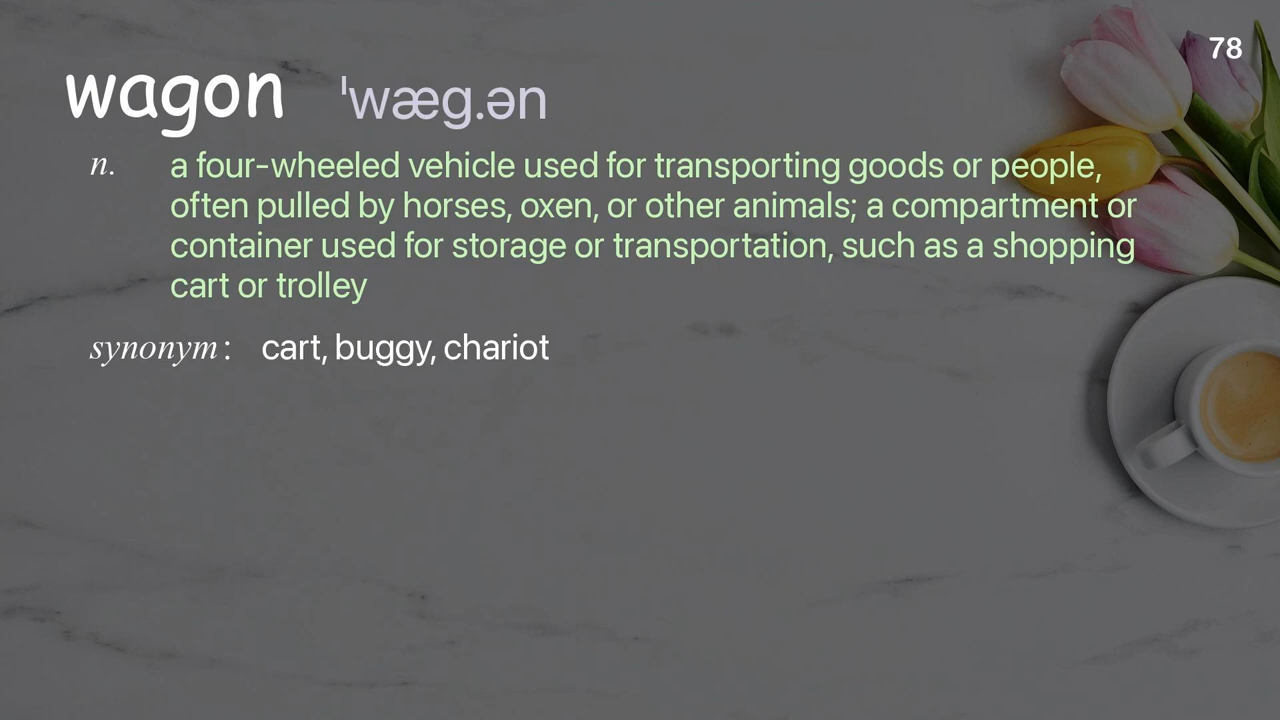 78
wagon ˈwæg.ən
n. a four-wheeled vehicle used for transporting goods or people,
often pulled by horses, oxen, or other animals; a compartment or
container used for storage or transportation, such as a shopping
cart or trolley
synonym: cart, buggy, chariot